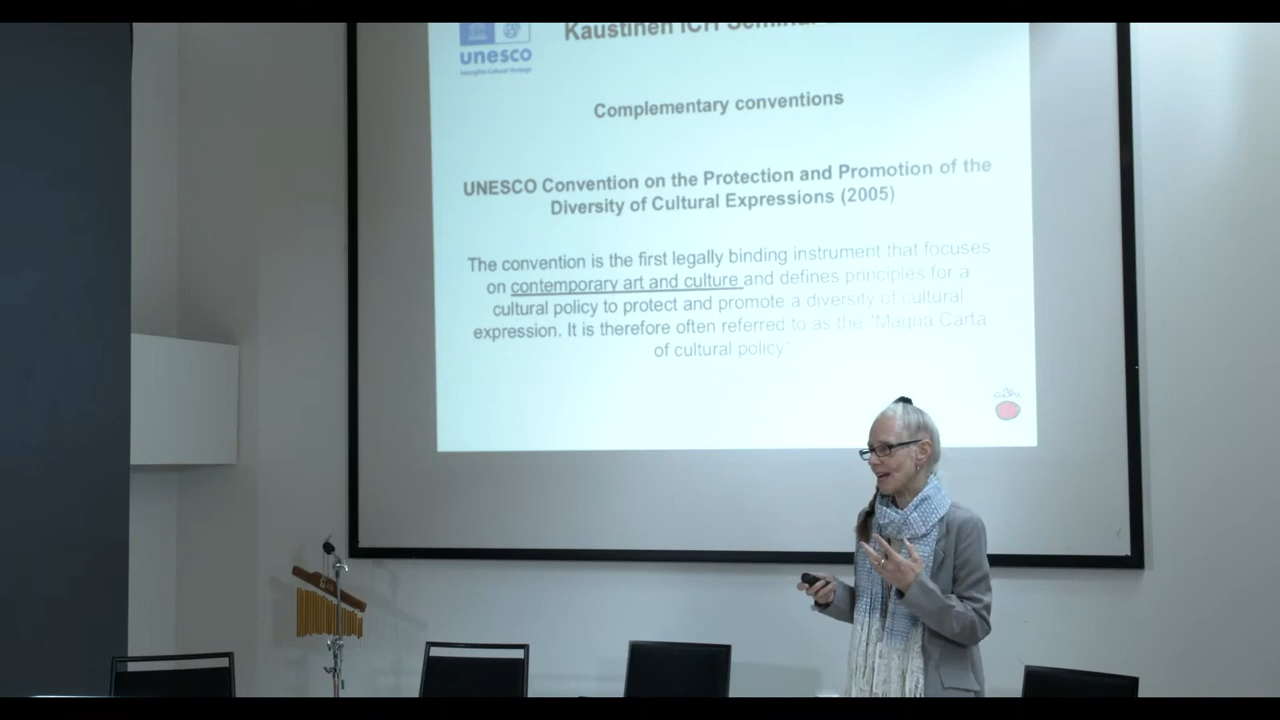 Kaustinen ICH Seminar
unesco
Intangible Cultural Heritage
Complementary conventions
UNESCO Convention on the Protection and Promotion of the
Diversity of Cultural Expressions (2005)
The convention is the first legally binding instrument that focuses
on contemporary art and culture and defines principles for a
cultural policy to protect and promote a diversity of cultural
expression. It is therefore often referred to as the "Magna Carta
of cultural policy"